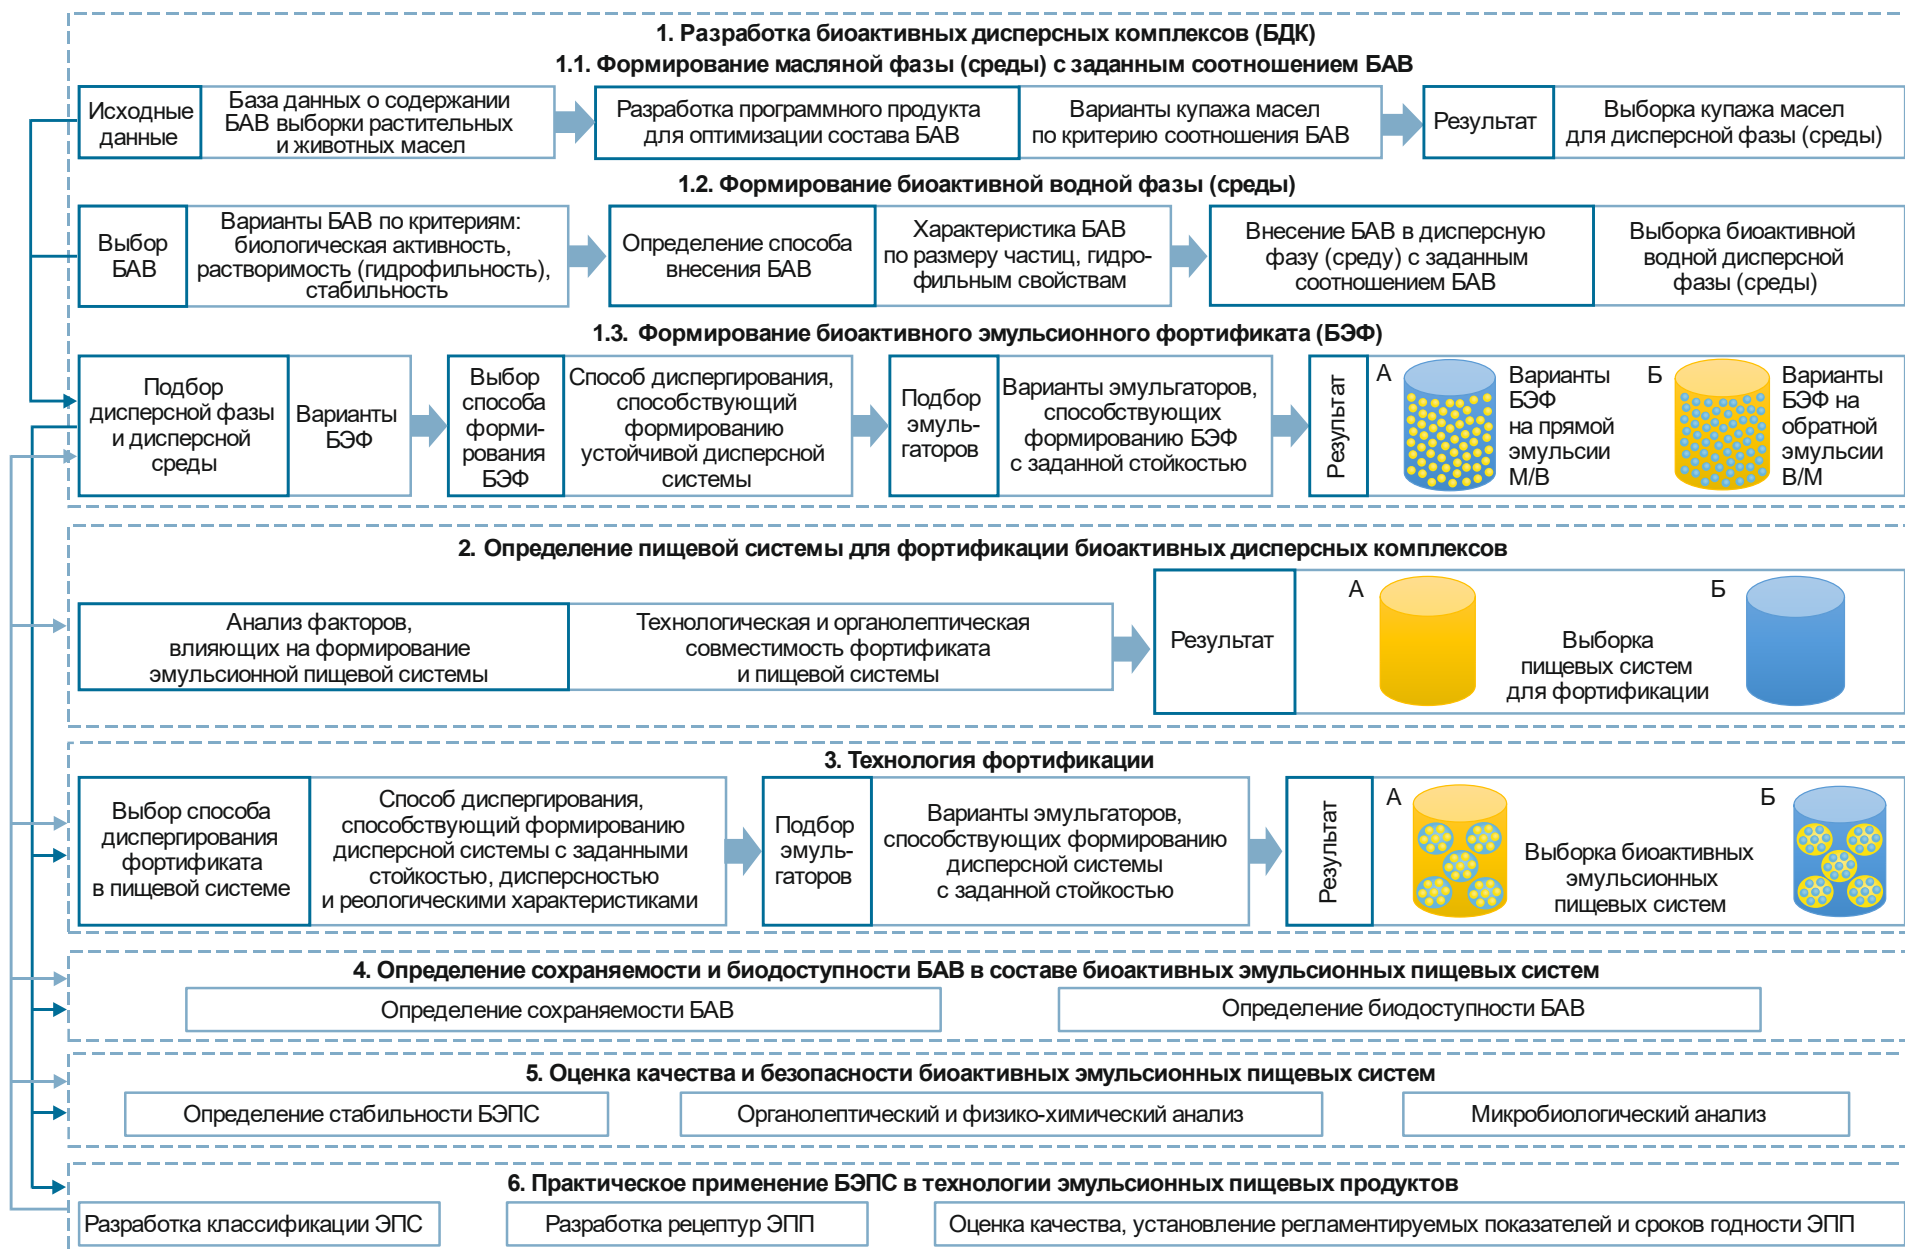 1. Разработка биоактивных дисперсных комплексов (БДК)
1.1. Формирование масляной фазы (среды) с заданным соотношением БАВ
Исходные
данные
База данных о содержании
БАВ выборки растительных
и животных масел
Разработка программного продукта
для оптимизации состава БАВ
Варианты купажа масел
по критерию соотношения БАВ
Результат
Выборка купажа масел
для дисперсной фазы (среды)
1.2. Формирование биоактивной водной фазы (среды)
Выбор
БАВ
Варианты БАВ по критериям:
биологическая активность,
растворимость (гидрофильность),
стабильность
Определение способа
внесения БАВ
Характеристика БАВ
по размеру частиц, гидро-
фильным свойствам
Внесение БАВ в дисперсную
фазу (среду) с заданным
соотношением БАВ
Выборка биоактивной
водной дисперсной
фазы (среды)
1.3. Формирование биоактивного эмульсионного фортификата (БЭФ)
Подбор
дисперсной фазы
и дисперсной
среды
Варианты
БЭФ
Выбор
способа
форми-
рования
БЭФ
Способ диспергирования,
способствующий
формированию
устойчивой дисперсной
системы
Подбор
эмуль-
гаторов
Варианты эмульгаторов,
способствующих
формированию БЭФ
с заданной стойкостью
Результат
А
Варианты
БЭФ
на прямой
эмульсии
М/В
Б
Варианты
БЭФ на
обратной
эмульсии
В/М
2. Определение пищевой системы для фортификации биоактивных дисперсных комплексов
Анализ факторов,
влияющих на формирование
эмульсионной пищевой системы
Технологическая и органолептическая
совместимость фортификата
и пищевой системы
Результат
А
Выборка
пищевых систем
для фортификации
Б
3. Технология фортификации
Выбор способа
диспергирования
фортификата
в пищевой системе
Способ диспергирования,
способствующий формированию
дисперсной системы с заданными
стойкостью, дисперсностью
и реологическими характеристиками
Подбор
эмуль-
гаторов
Варианты эмульгаторов,
способствующих формированию
дисперсной системы
с заданной стойкостью
Результат
А
Выборка биоактивных
эмульсионных
пищевых систем
Б
4. Определение сохраняемости и биодоступности БАВ в составе биоактивных эмульсионных пищевых систем
Определение сохраняемости БАВ
Определение биодоступности БАВ
5. Оценка качества и безопасности биоактивных эмульсионных пищевых систем
Определение стабильности БЭПС
Органолептический и физико-химический анализ
Микробиологический анализ
6. Практическое применение БЭПС в технологии эмульсионных пищевых продуктов
Разработка классификации ЭПС
Разработка рецептур ЭПП
Оценка качества, установление регламентируемых показателей и сроков годности ЭПП